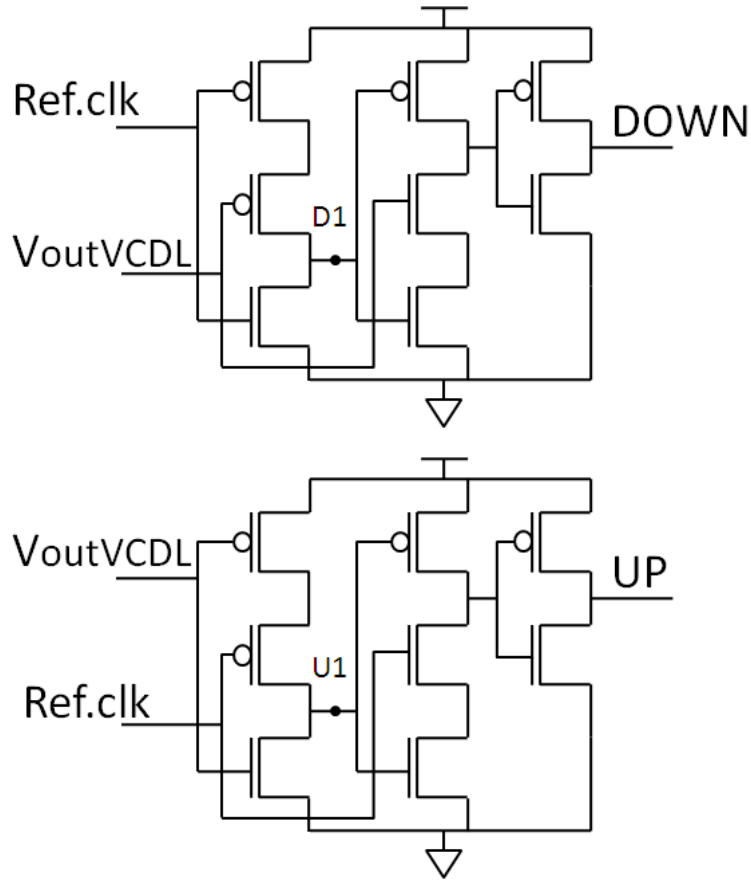 Ref.clk
DOWN
D1
VoutVCDL
VoutVCDL
UP
U1
Ref.clk